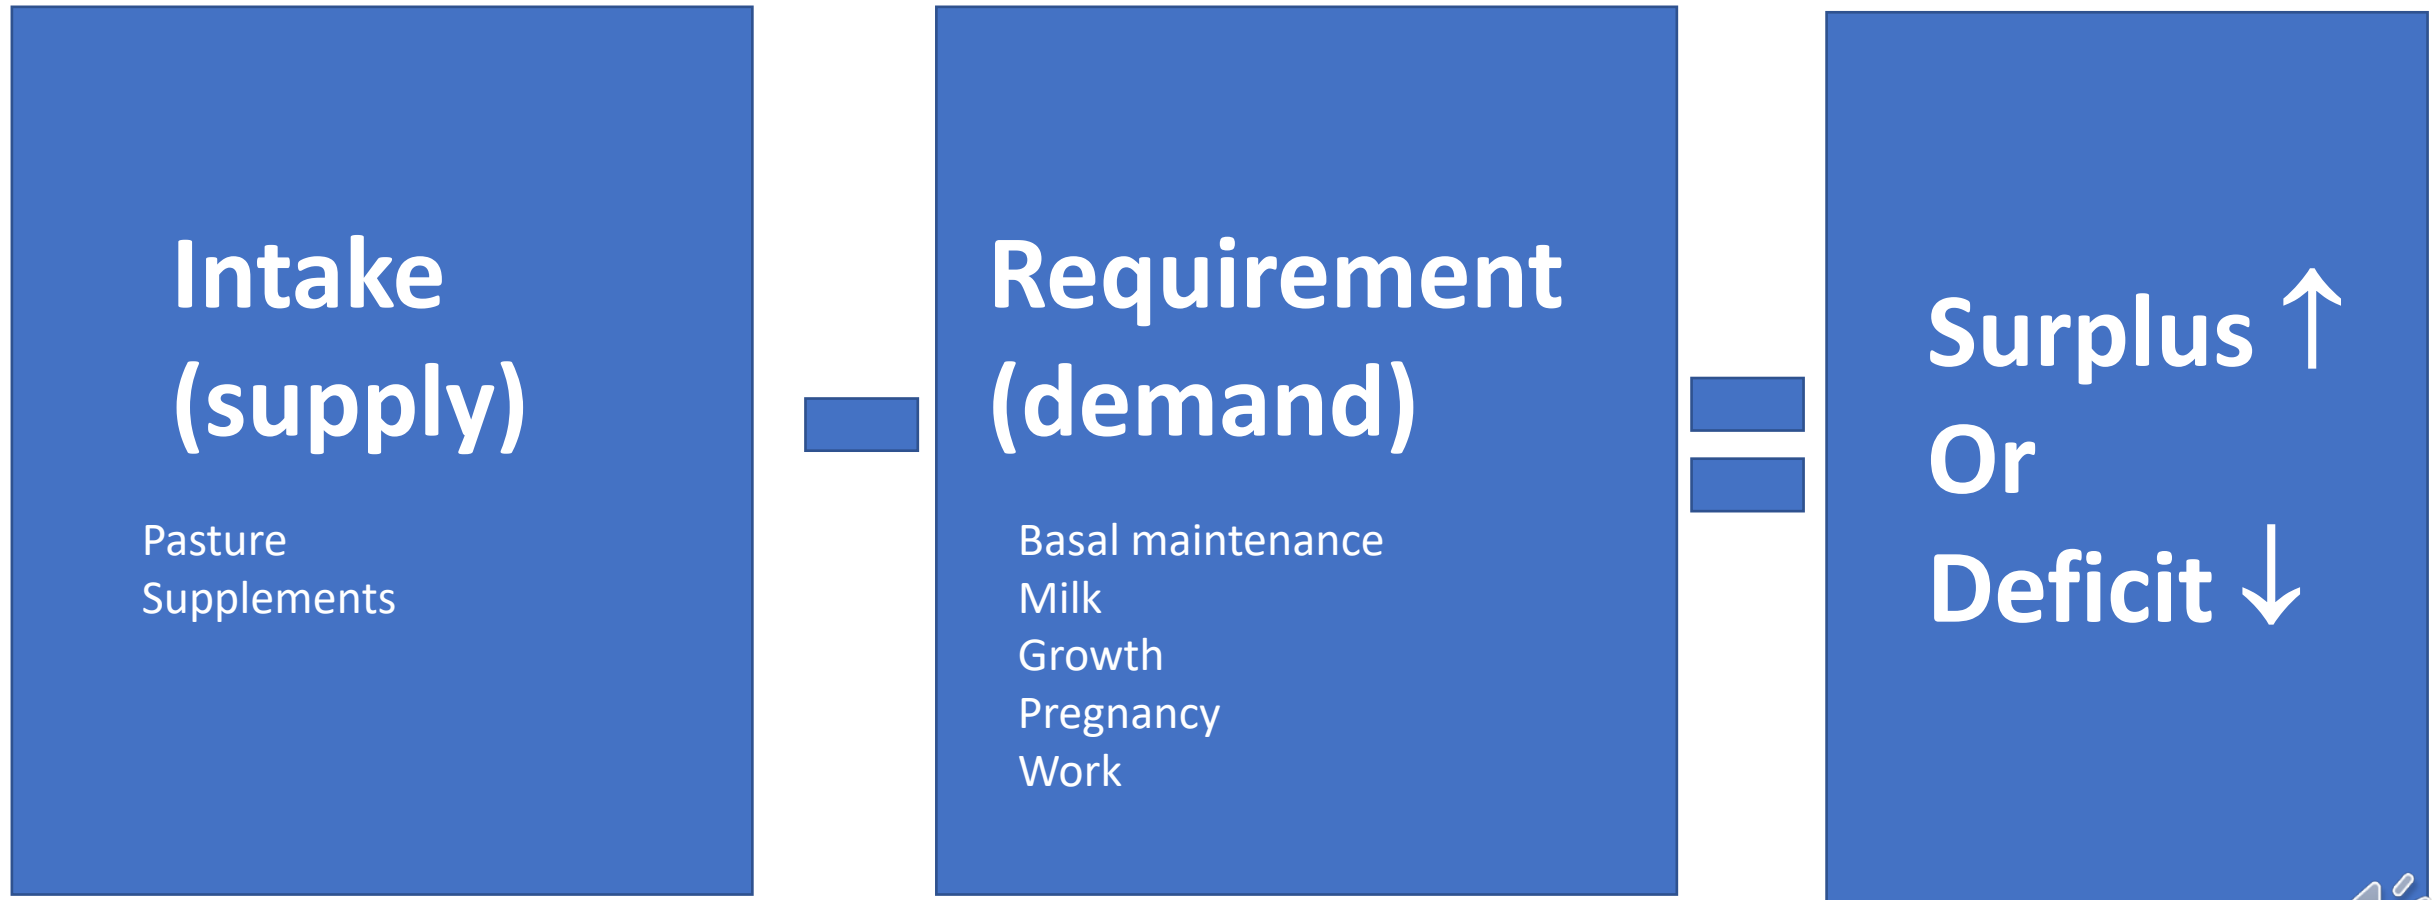 Intake
(supply)
Pasture
Supplements
Requirement
(demand)
Basal maintenance
Milk
Growth
Pregnancy
Work
Surplus ↑
Or
Deficit ↓